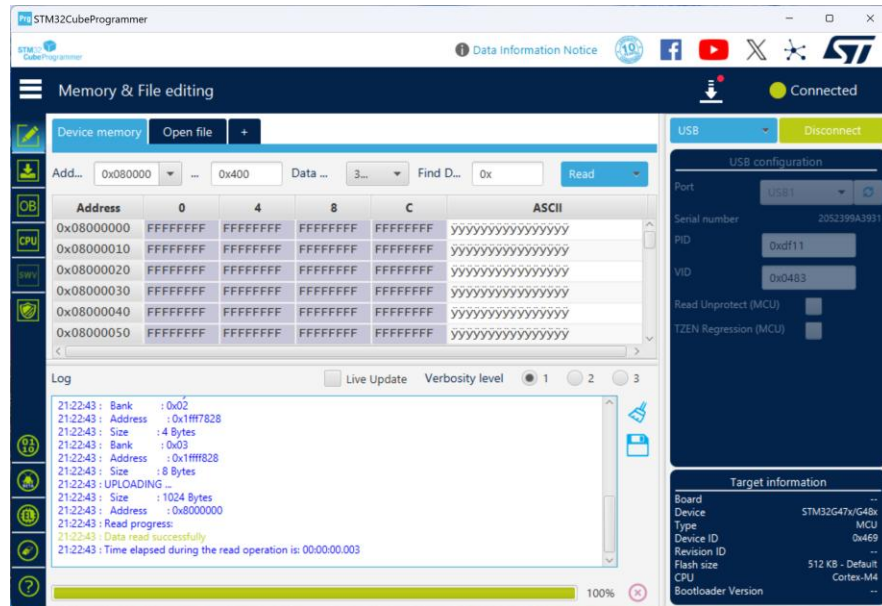 Prg STM32CubeProgrammer
STM32
CubeProgrammer
Data Information Notice
Memory & File editing
Connected
Device memory Open file +
USB Disconnect
Add... 0x080000 ... 0x400 Data ... 3... Find D... 0x Read
Address 0 4 8 C ASCII
0x08000000 FFFFFFFF FFFFFFFF FFFFFFFF FFFFFFFF ÿÿÿÿÿÿÿÿÿÿÿÿÿÿÿÿ
0x08000010 FFFFFFFF FFFFFFFF FFFFFFFF FFFFFFFF ÿÿÿÿÿÿÿÿÿÿÿÿÿÿÿÿ
0x08000020 FFFFFFFF FFFFFFFF FFFFFFFF FFFFFFFF ÿÿÿÿÿÿÿÿÿÿÿÿÿÿÿÿ
0x08000030 FFFFFFFF FFFFFFFF FFFFFFFF FFFFFFFF ÿÿÿÿÿÿÿÿÿÿÿÿÿÿÿÿ
0x08000040 FFFFFFFF FFFFFFFF FFFFFFFF FFFFFFFF ÿÿÿÿÿÿÿÿÿÿÿÿÿÿÿÿ
0x08000050 FFFFFFFF FFFFFFFF FFFFFFFF FFFFFFFF ÿÿÿÿÿÿÿÿÿÿÿÿÿÿÿÿ
OB
CPU
SWV
Log Live Update Verbosity level 1 2 3
21:22:43 : Bank : 0x02
21:22:43 : Address : 0x1fff7828
21:22:43 : Size : 4 Bytes
21:22:43 : Bank : 0x03
21:22:43 : Address : 0x1ffff828
21:22:43 : Size : 8 Bytes
21:22:43 : UPLOADING ...
21:22:43 : Size : 1024 Bytes
21:22:43 : Address : 0x8000000
21:22:43 : Read progress:
21:22:43 : Data read successfully
21:22:43 : Time elapsed during the read operation is: 00:00:00.003
100%
USB configuration
Port USB1
Serial number 2052399A3931
PID 0xdf11
VID 0x0483
Read Unprotect (MCU)
TZEN Regression (MCU)
Target information
Board --
Device STM32G47x/G48x
Type MCU
Device ID 0x469
Revision ID --
Flash size 512 KB - Default
CPU Cortex-M4
Bootloader Version --